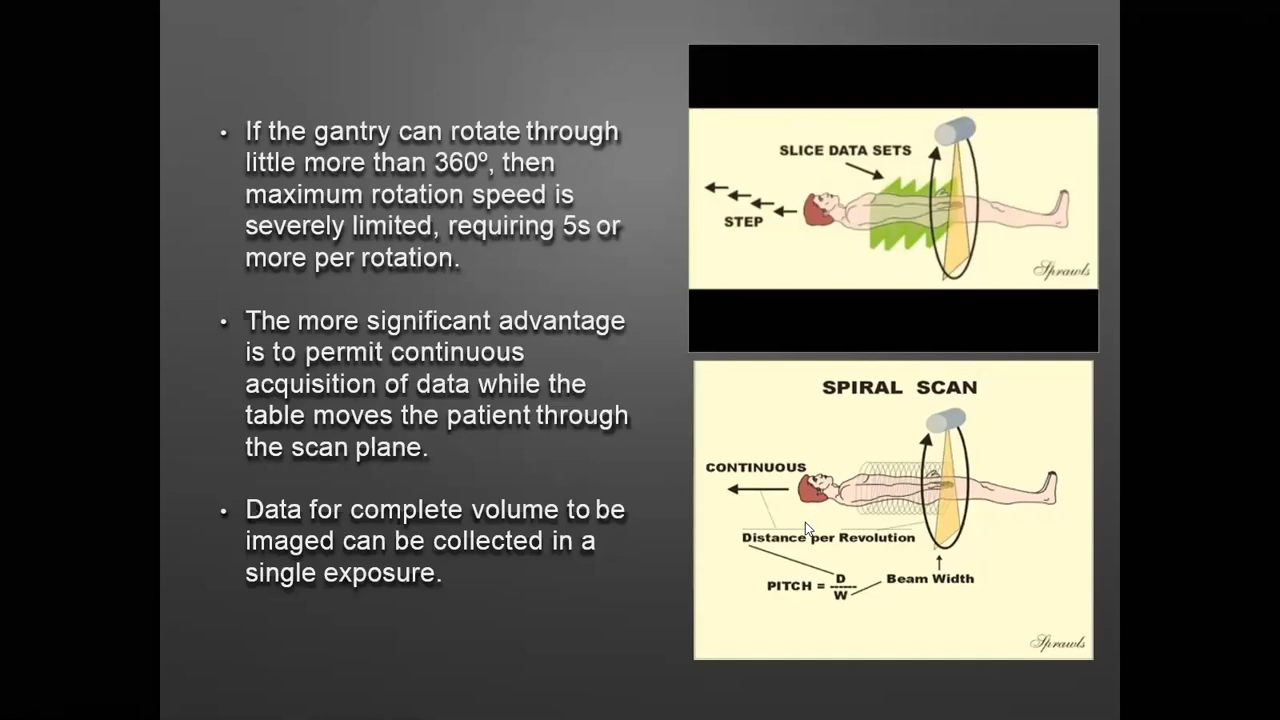 • If the gantry can rotate through
little more than 360º, then
maximum rotation speed is
severely limited, requiring 5s or
more per rotation.
• The more significant advantage
is to permit continuous
acquisition of data while the
table moves the patient through
the scan plane.
• Data for complete volume to be
imaged can be collected in a
single exposure.
SLICE DATA SETS
STEP
Sprawls
SPIRAL SCAN
CONTINUOUS
Distance per Revolution
PITCH = D
------
W
Beam Width
Sprawls